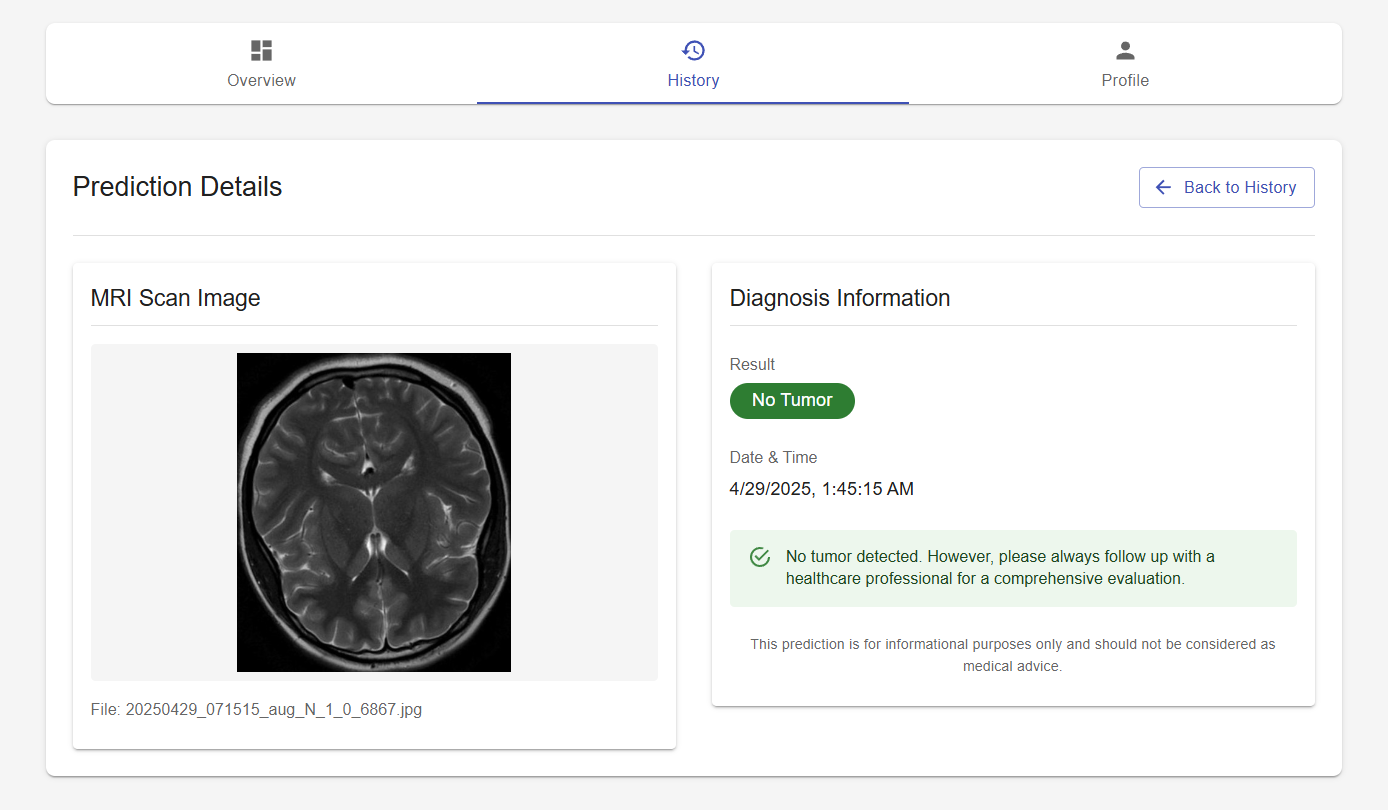 Overview
History
Profile
Prediction Details
Back to History
MRI Scan Image
File: 20250429_071515_aug_N_1_0_6867.jpg
Diagnosis Information
Result
No Tumor
Date & Time
4/29/2025, 1:45:15 AM
No tumor detected. However, please always follow up with a
healthcare professional for a comprehensive evaluation.
This prediction is for informational purposes only and should not be considered as
medical advice.